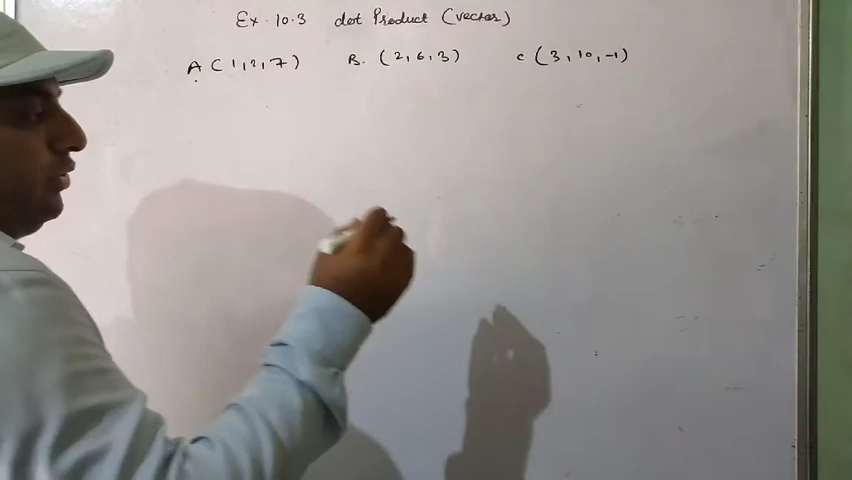 Ex. 10.3 dot Product (vector)
A (1,2,7) B. (2,6,3) C (3,10,-1)